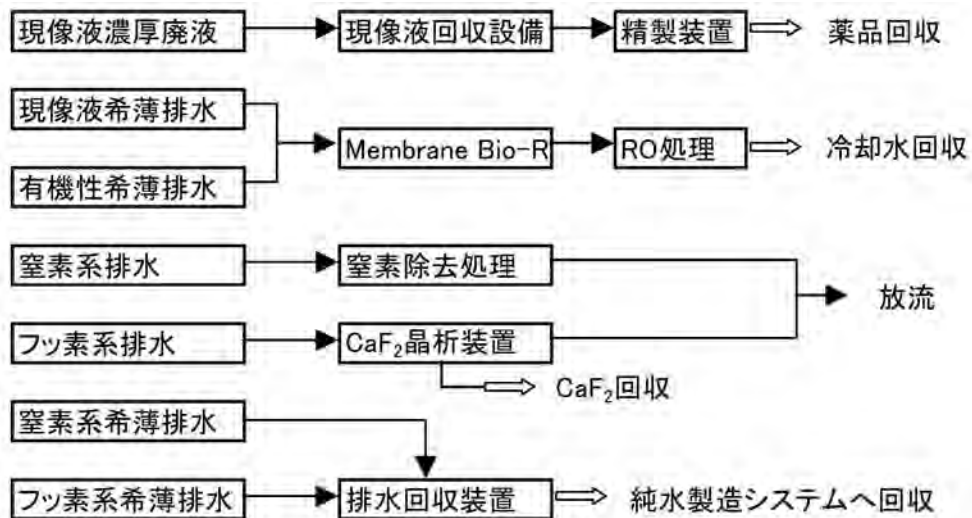 現像液濃厚廃液 現像液回収設備 精製装置 薬品回収
現像液希薄排水
Membrane Bio-R RO処理 冷却水回収
有機性希薄排水
窒素系排水 窒素除去処理
放流
フッ素系排水 CaF₂晶析装置
CaF₂回収
窒素系希薄排水
フッ素系希薄排水 排水回収装置 純水製造システムへ回収